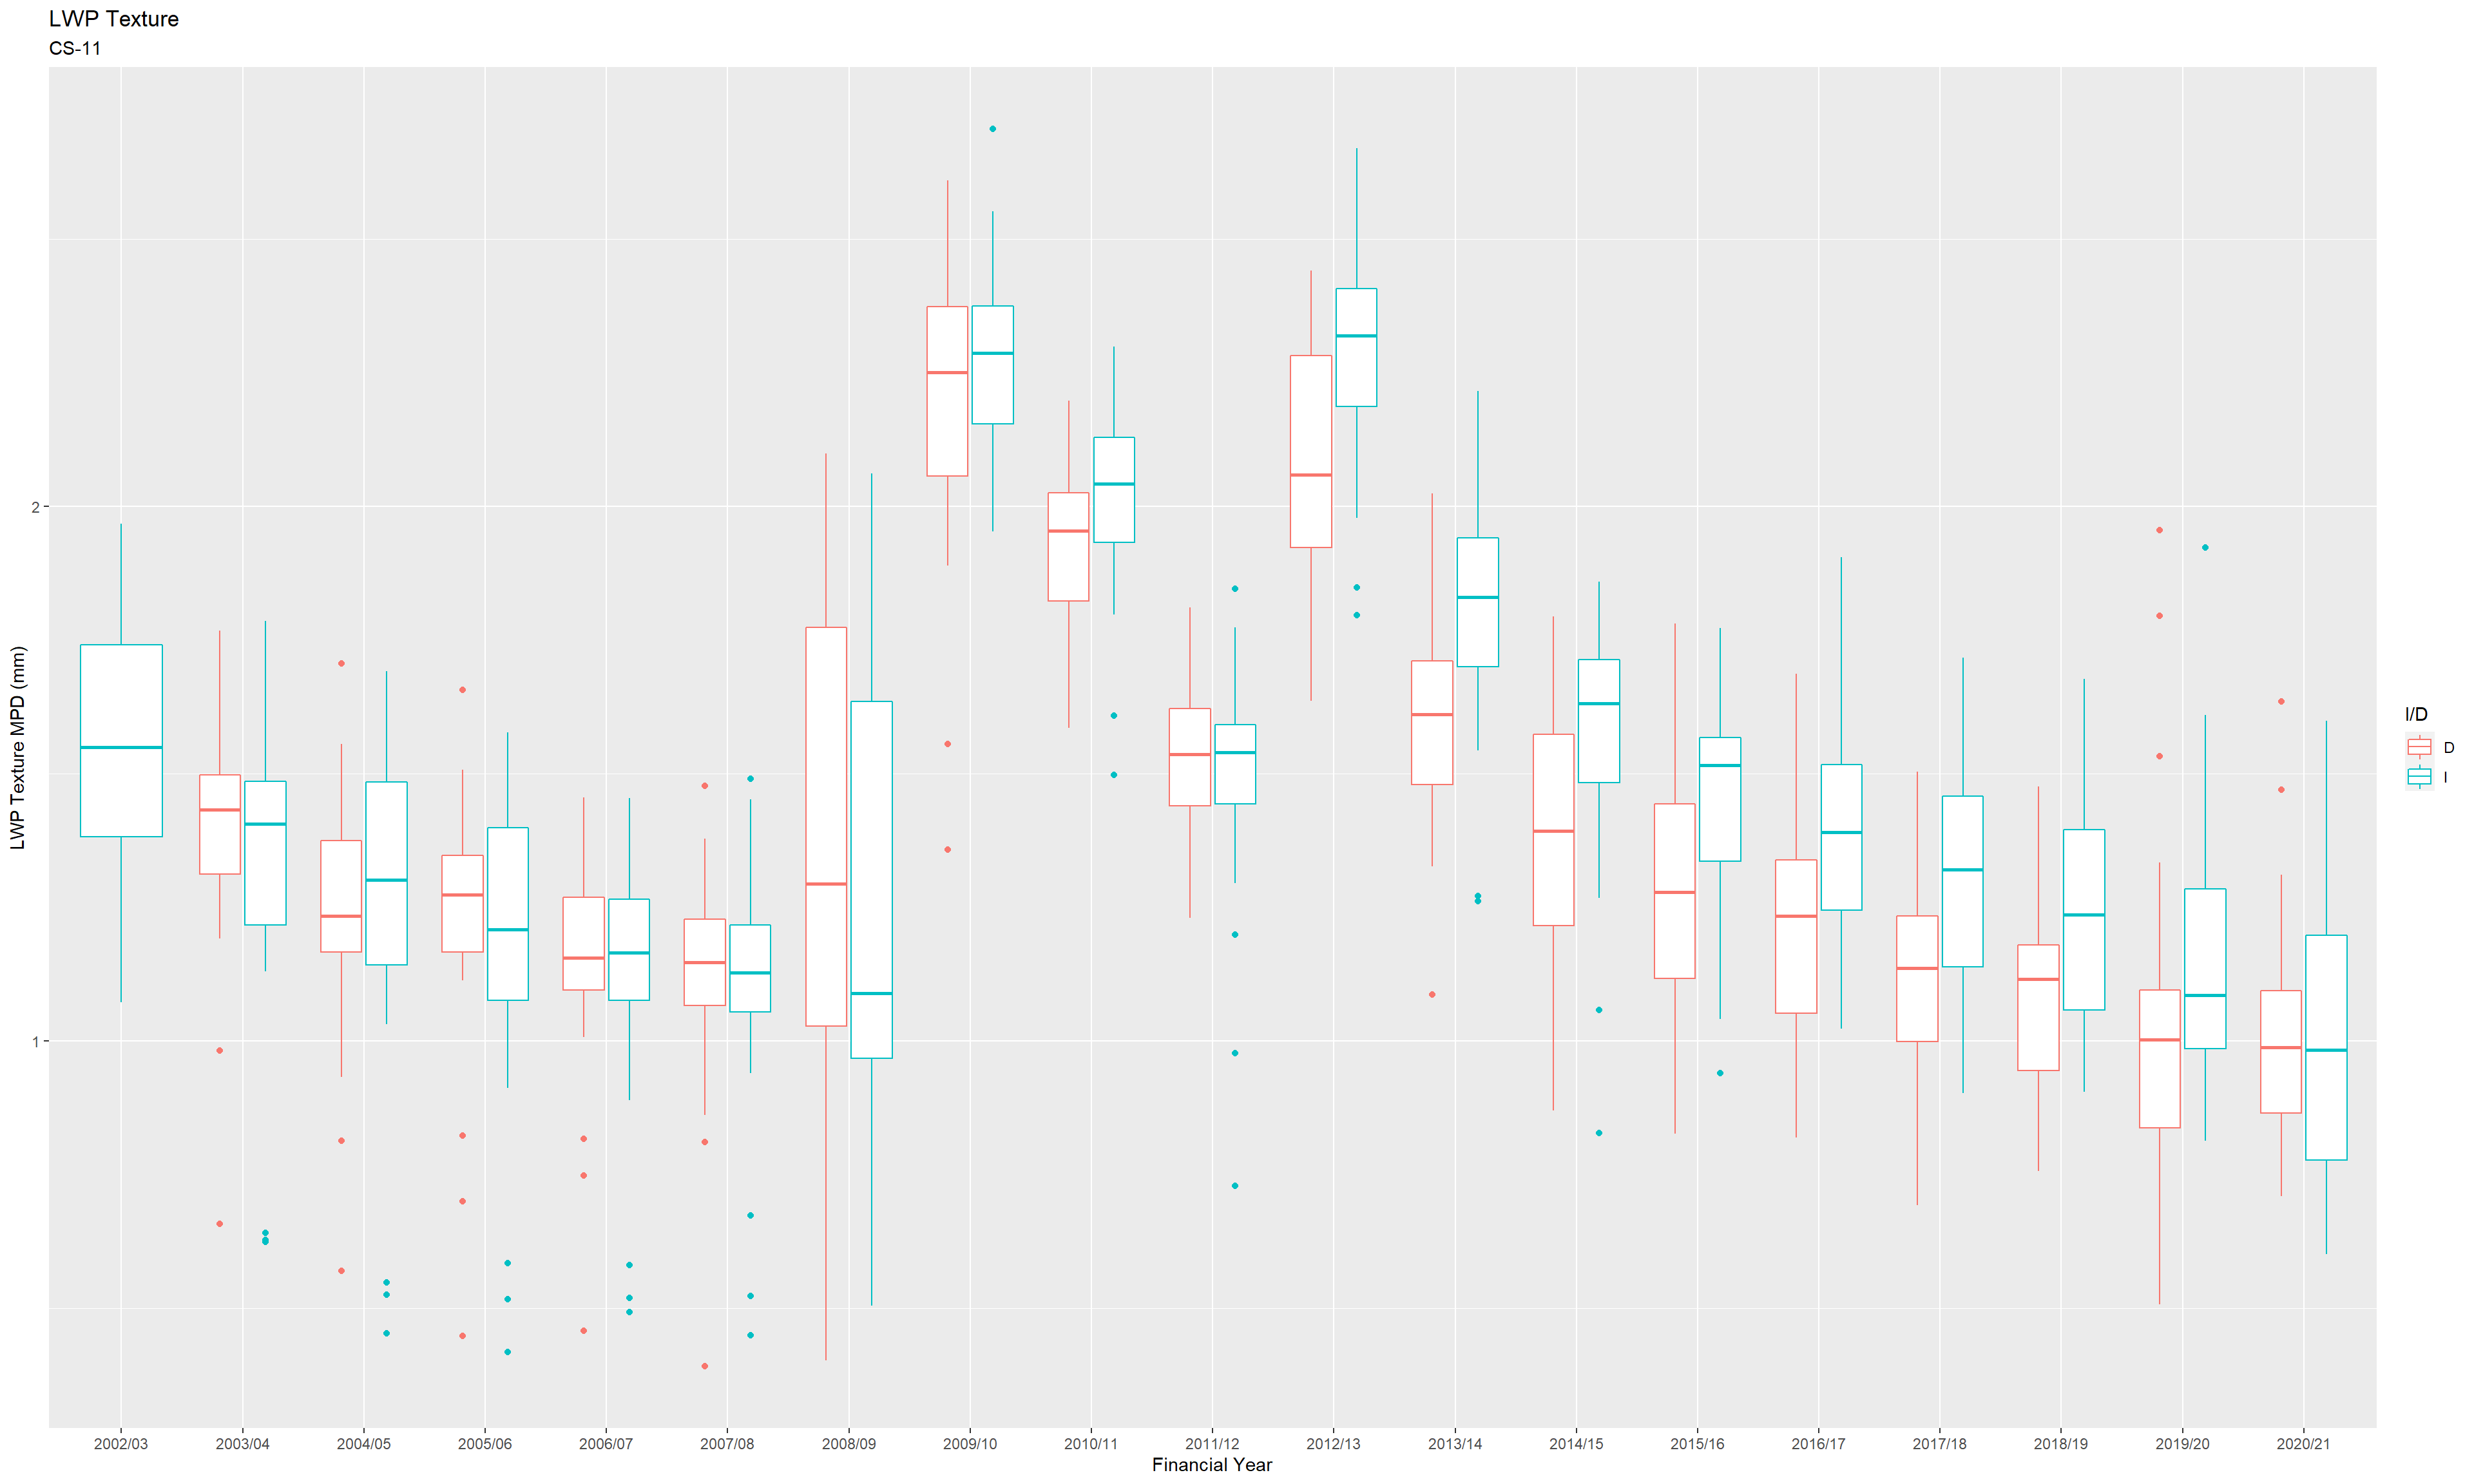 LWP Texture
CS-11
LWP Texture MPD (mm)
2
1
2002/03 2003/04 2004/05 2005/06 2006/07 2007/08 2008/09 2009/10 2010/11 2011/12 2012/13 2013/14 2014/15 2015/16 2016/17 2017/18 2018/19 2019/20 2020/21
Financial Year
I/D
D
I